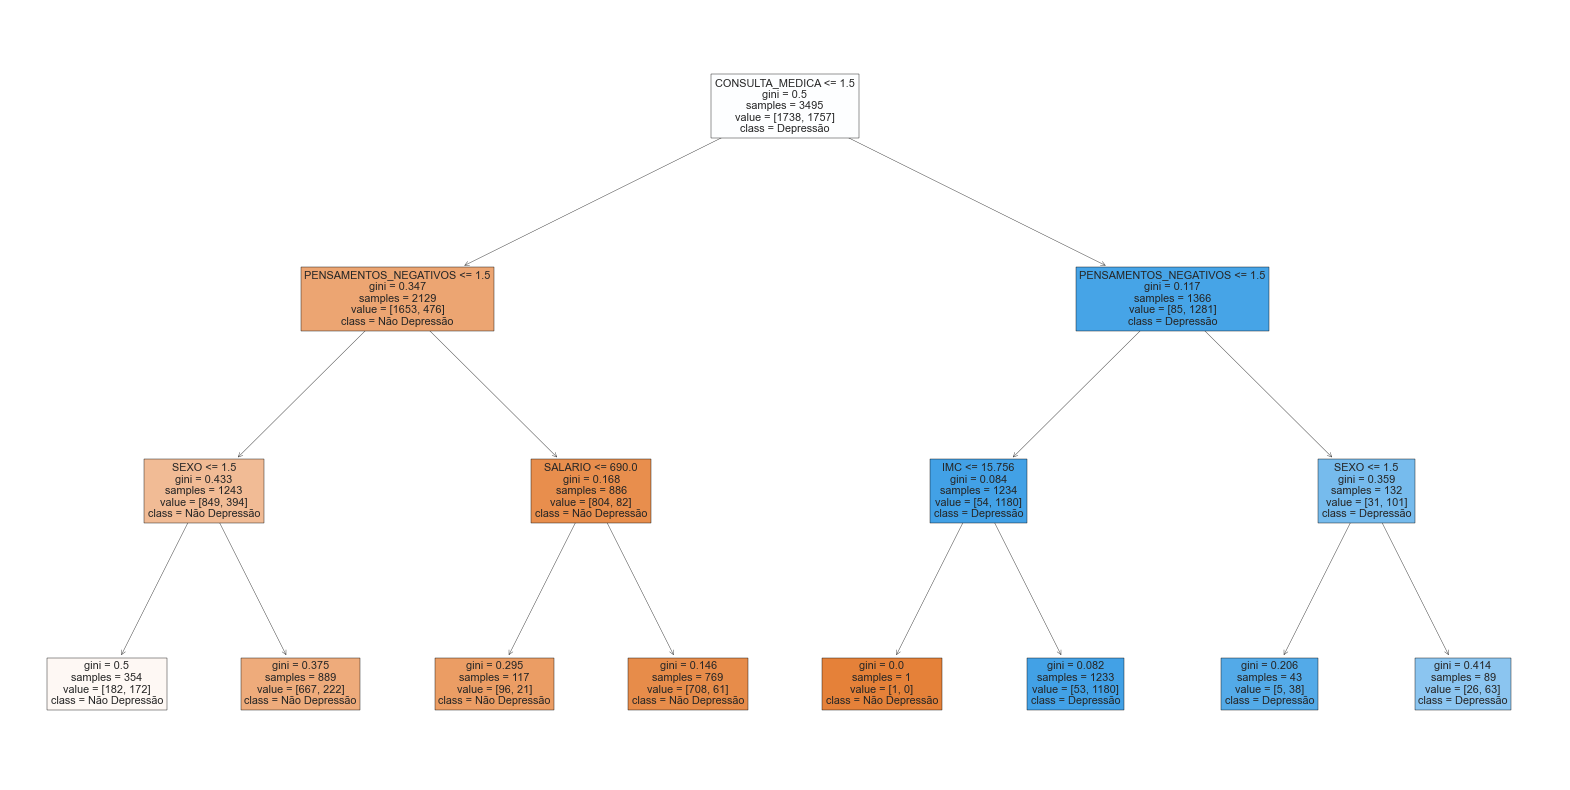 CONSULTA_MEDICA <= 1.5
gini = 0.5
samples = 3495
value = [1738, 1757]
class = Depressão
PENSAMENTOS_NEGATIVOS <= 1.5
gini = 0.347
samples = 2129
value = [1653, 476]
class = Não Depressão
PENSAMENTOS_NEGATIVOS <= 1.5
gini = 0.117
samples = 1366
value = [85, 1281]
class = Depressão
SEXO <= 1.5
gini = 0.433
samples = 1243
value = [849, 394]
class = Não Depressão
SALARIO <= 690.0
gini = 0.168
samples = 886
value = [804, 82]
class = Não Depressão
IMC <= 15.756
gini = 0.084
samples = 1234
value = [54, 1180]
class = Depressão
SEXO <= 1.5
gini = 0.359
samples = 132
value = [31, 101]
class = Depressão
gini = 0.5
samples = 354
value = [182, 172]
class = Não Depressão
gini = 0.375
samples = 889
value = [667, 222]
class = Não Depressão
gini = 0.295
samples = 117
value = [96, 21]
class = Não Depressão
gini = 0.146
samples = 769
value = [708, 61]
class = Não Depressão
gini = 0.0
samples = 1
value = [1, 0]
class = Não Depressão
gini = 0.082
samples = 1233
value = [53, 1180]
class = Depressão
gini = 0.206
samples = 43
value = [5, 38]
class = Depressão
gini = 0.414
samples = 89
value = [26, 63]
class = Depressão